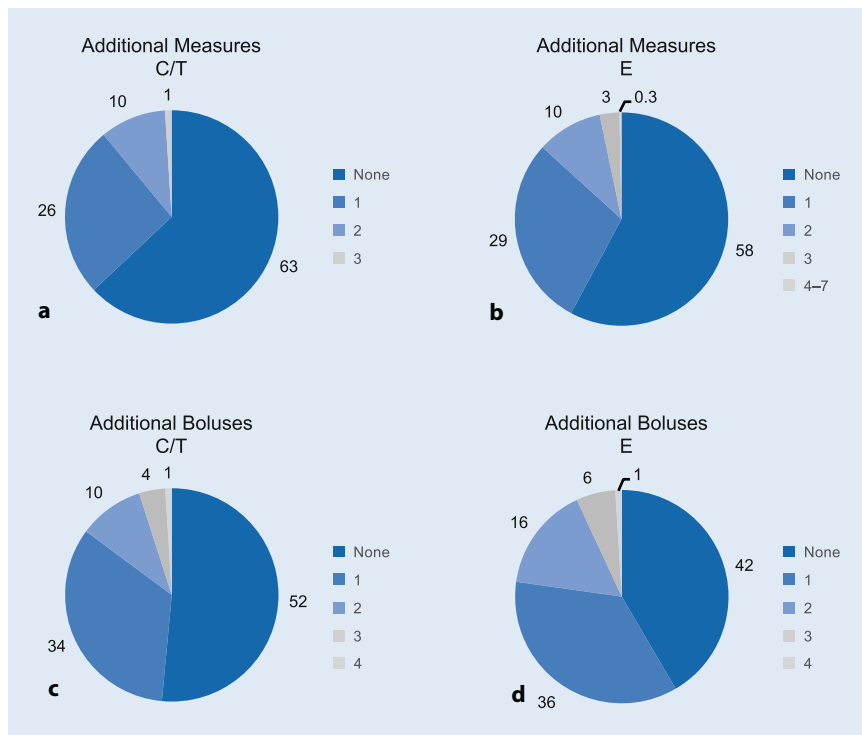 Additional Measures
C/T
1
10
26
63
None
1
2
3
a
Additional Measures
E
3
0.3
10
29
58
None
1
2
3
4–7
b
Additional Boluses
C/T
4
1
10
34
52
None
1
2
3
4
c
Additional Boluses
E
6
1
16
42
36
None
1
2
3
4
d